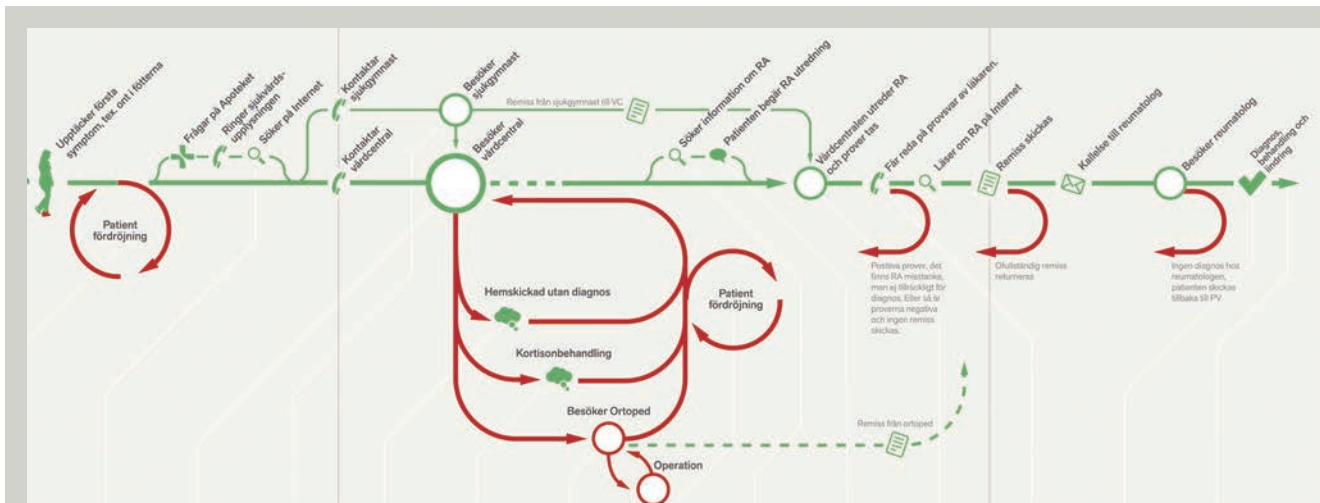 Upptäcker första
symptom, tex. ont i fötterna
Frågar på Apoteket
Ringer sjukvårds-
upplysningen
Söker på Internet
Kontaktar
sjukgymnast
Kontaktar
vårdcentral
Besöker
sjukgymnast
Besöker
vårdcentral
Remiss från sjukgymnast till VC
Söker information om RA
Patienten begär RA utredning
Vårdcentralen utreder RA
och prover tas
Får reda på provsvar av läkaren.
Läser om RA på Internet
Remiss skickas
Kallelse till reumatolog
Besöker reumatolog
Diagnos,
behandling och
lindring
Patient
fördröjning
Hemskickad utan diagnos
Kortisonbehandling
Besöker Ortoped
Operation
Patient
fördröjning
Positiva prover, det
finns RA misstanke,
men ej tillräckligt för
diagnos. Eller så är
proverna negativa
och ingen remiss
skickas.
Ofullständig remiss
returneras
Ingen diagnos hos
reumatologen,
patienten skickas
tillbaka till PV
Remiss från ortoped